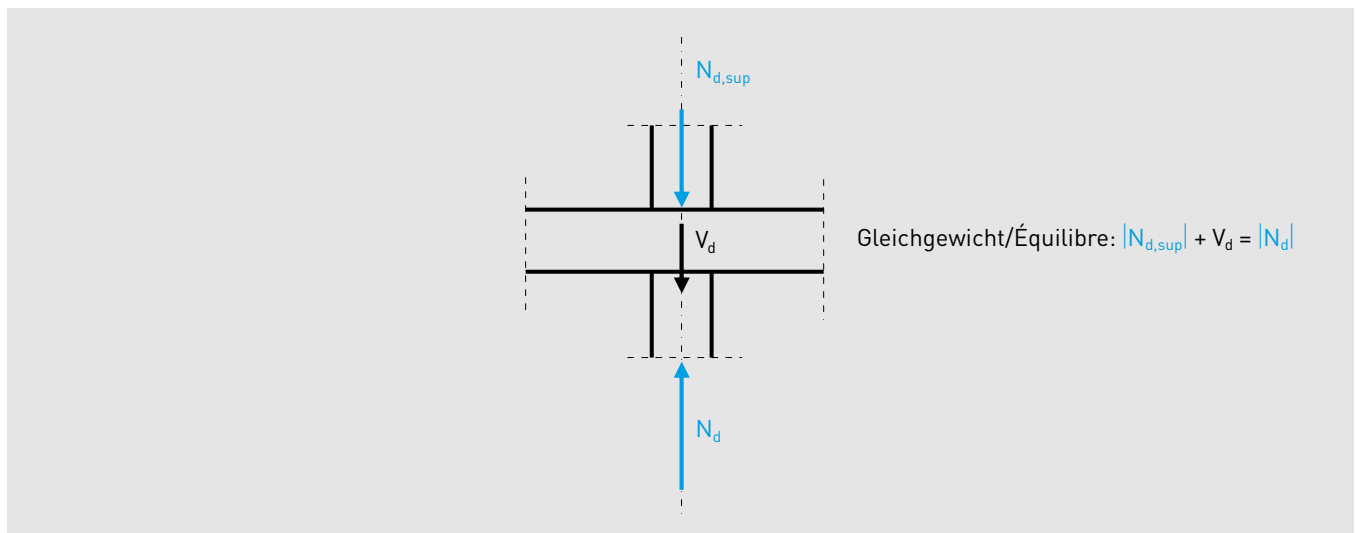 N_d,sup
V_d
Gleichgewicht/Équilibre: |N_d,sup| + V_d = |N_d|
N_d